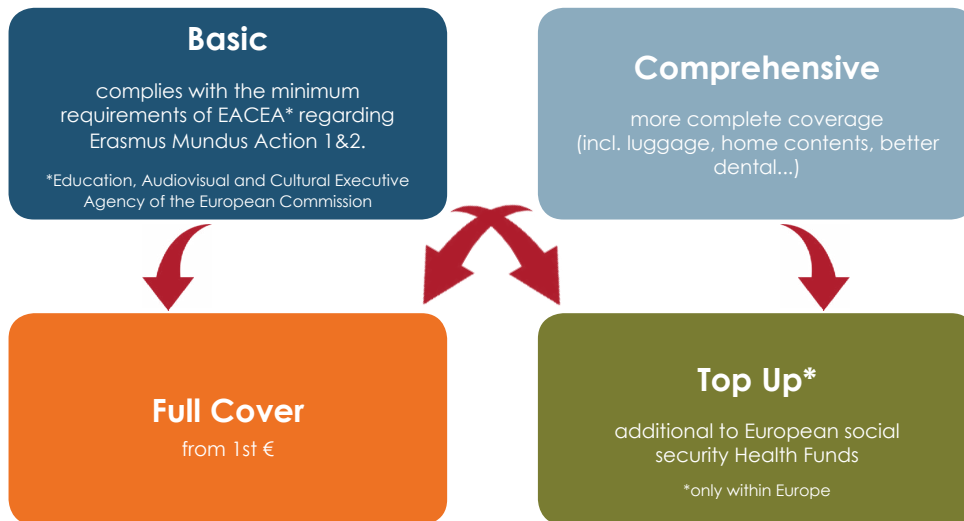 Basic
complies with the minimum
requirements of EACEA* regarding
Erasmus Mundus Action 1&2.
*Education, Audiovisual and Cultural Executive
Agency of the European Commission
Comprehensive
more complete coverage
(incl. luggage, home contents, better
dental...)
Full Cover
from 1st €
Top Up*
additional to European social
security Health Funds
*only within Europe